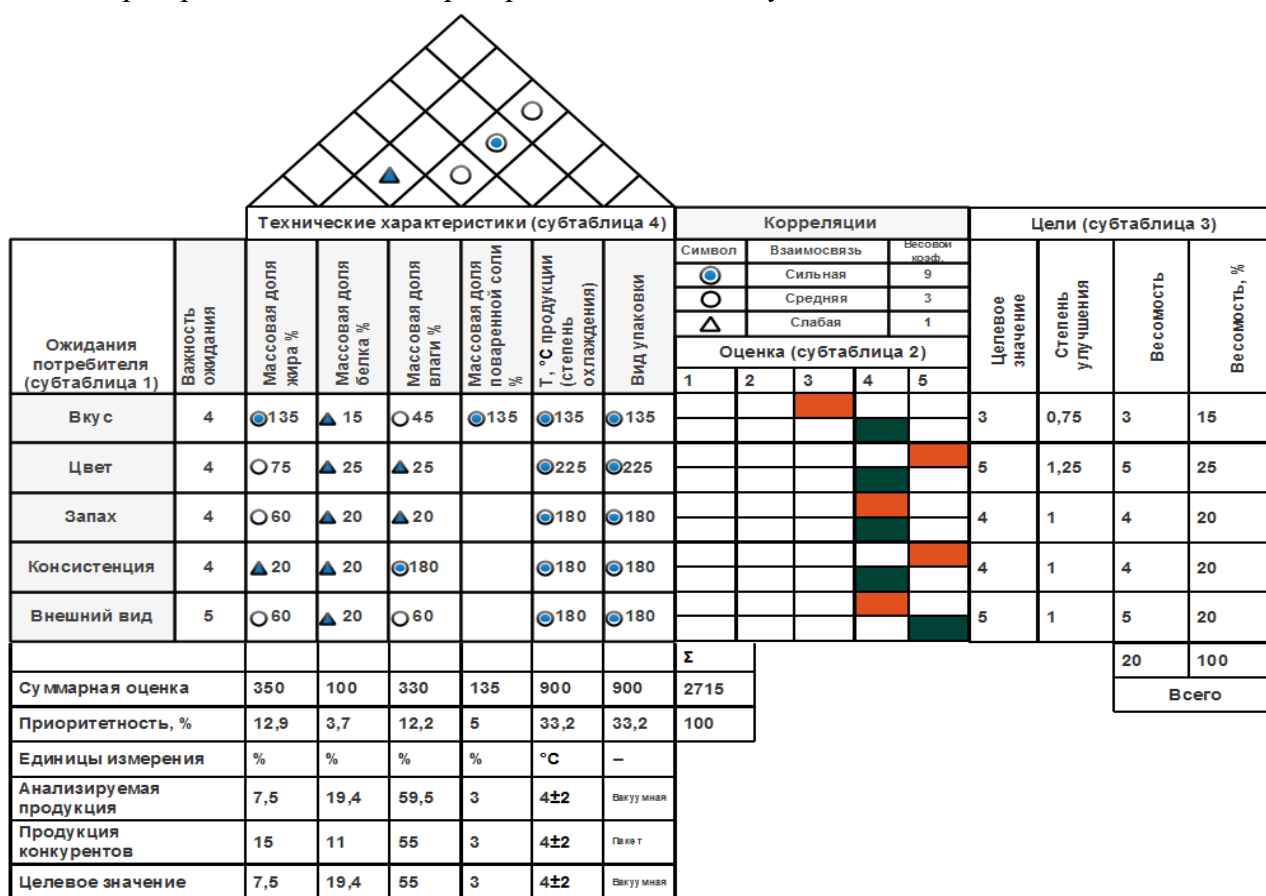 Технические характеристики (субтаблица 4)
Корреляции
Цели (субтаблица 3)
Ожидания потребителя (субтаблица 1)
Важность ожидания
Массовая доля жира %
Массовая доля белка %
Массовая доля влаги %
Массовая доля поваренной соли %
Т, °С продукции (степень охлаждения)
Вид упаковки
Символ Взаимосвязь Весовой коэф.
Сильная 9
Средняя 3
Слабая 1
Оценка (субтаблица 2)
1 2 3 4 5
Целевое значение
Степень улучшения
Весомость
Весомость, %
Вкус 4 135 15 45 135 135 135 3 0,75 3 15
Цвет 4 75 25 25 225 225 5 1,25 5 25
Запах 4 60 20 20 180 180 4 1 4 20
Консистенция 4 20 20 180 180 180 4 1 4 20
Внешний вид 5 60 20 60 180 180 5 1 5 20
Σ 20 100
Суммарная оценка 350 100 330 135 900 900 2715 Всего
Приоритетность, % 12,9 3,7 12,2 5 33,2 33,2 100
Единицы измерения % % % % °С –
Анализируемая продукция 7,5 19,4 59,5 3 4±2 Вакуумная
Продукция конкурентов 15 11 55 3 4±2 Пакет
Целевое значение 7,5 19,4 55 3 4±2 Вакуумная